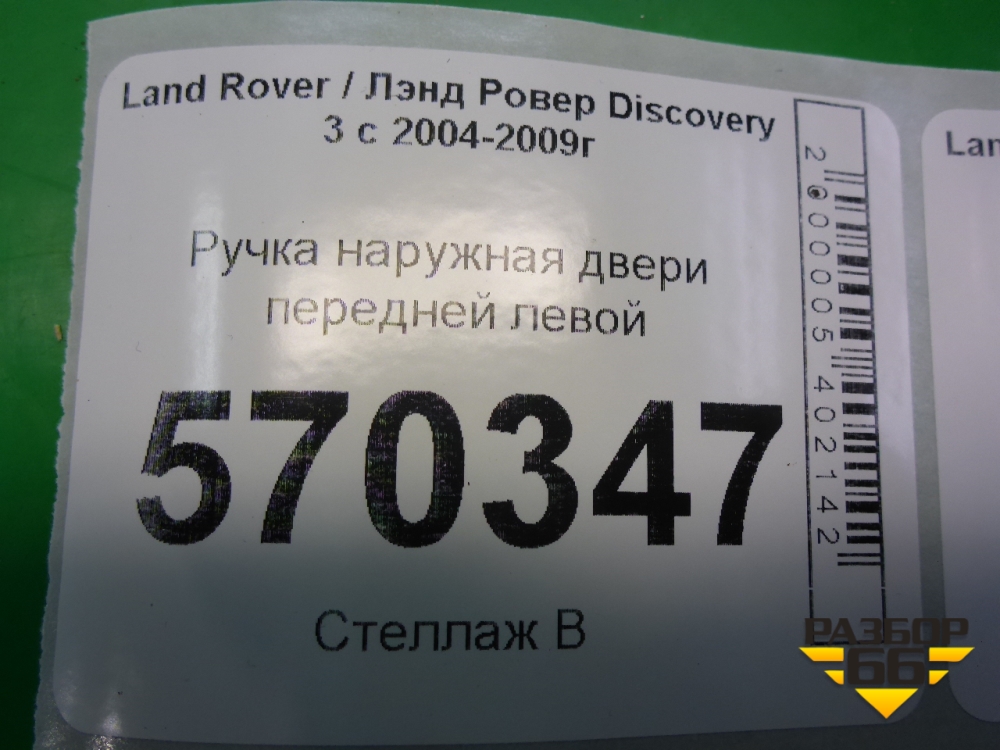 Land Rover / Лэнд Ровер Discovery
3 с 2004-2009г
Ручка наружная двери
передней левой
570347
Стеллаж В
2000005402142
Lan
РАЗБОР
66